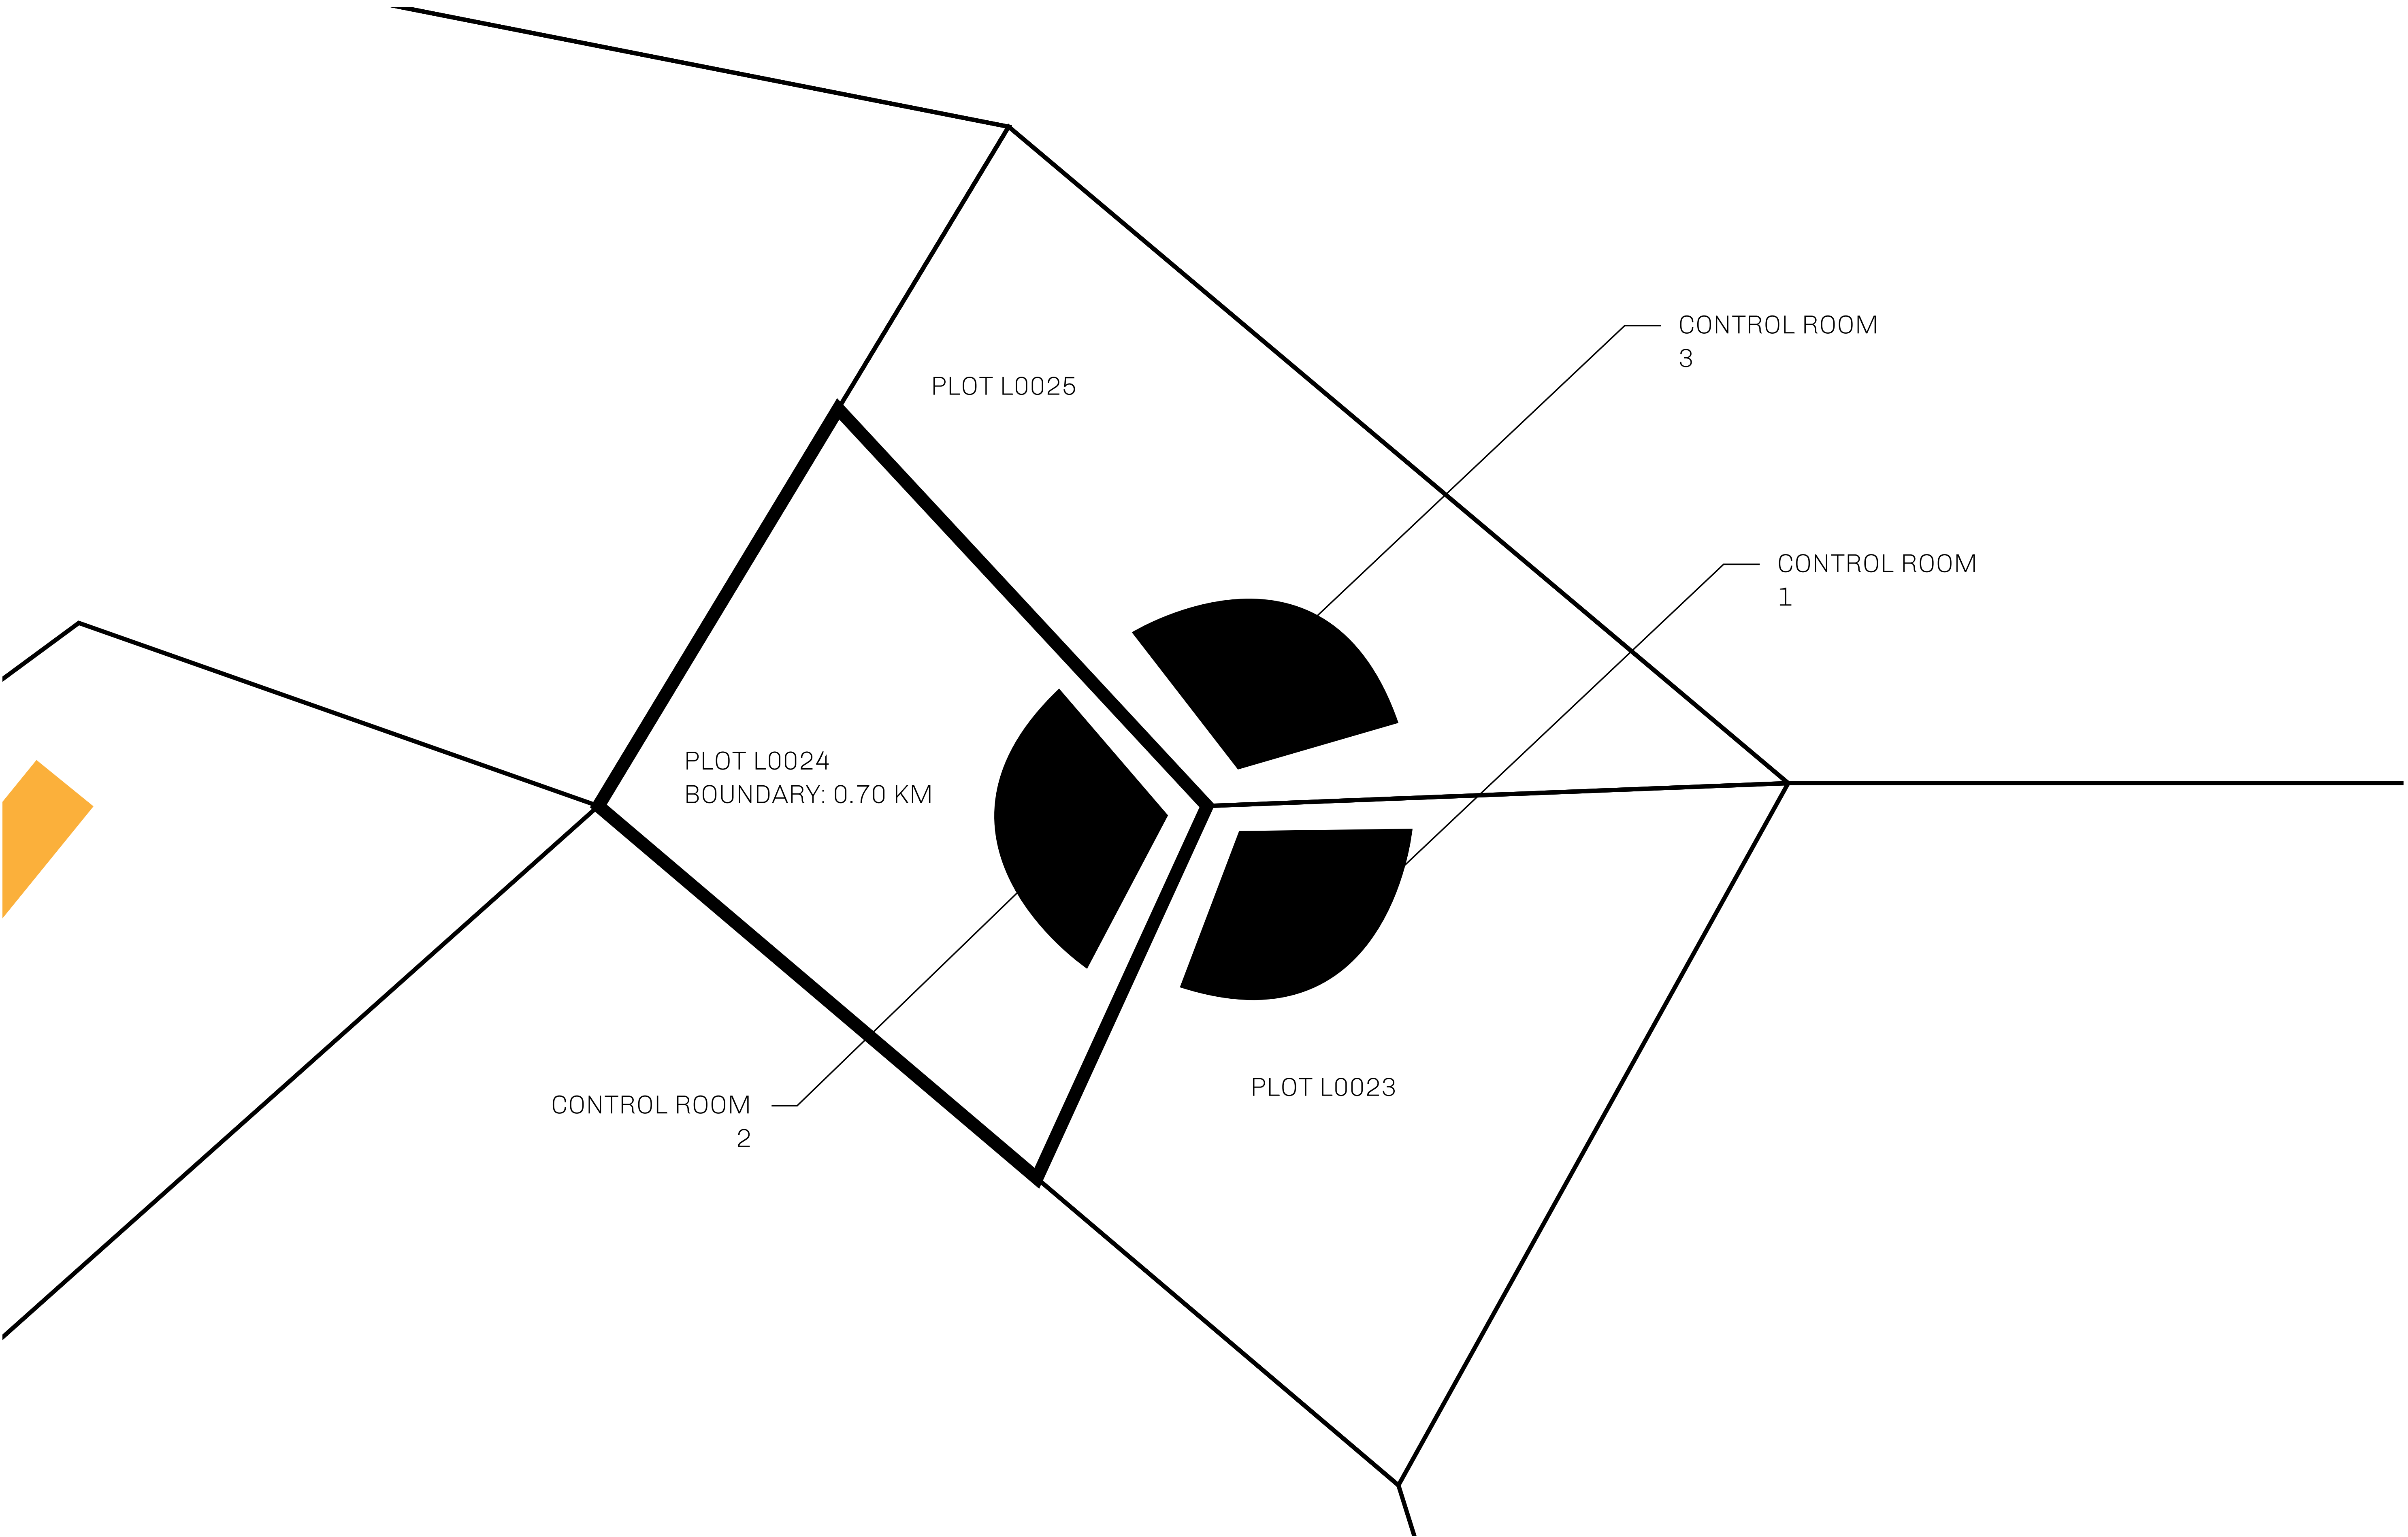 CONTROL ROOM
3
PLOT L0025
CONTROL ROOM
1
PLOT L0024
BOUNDARY: 0.70 KM
PLOT L0023
CONTROL ROOM
2